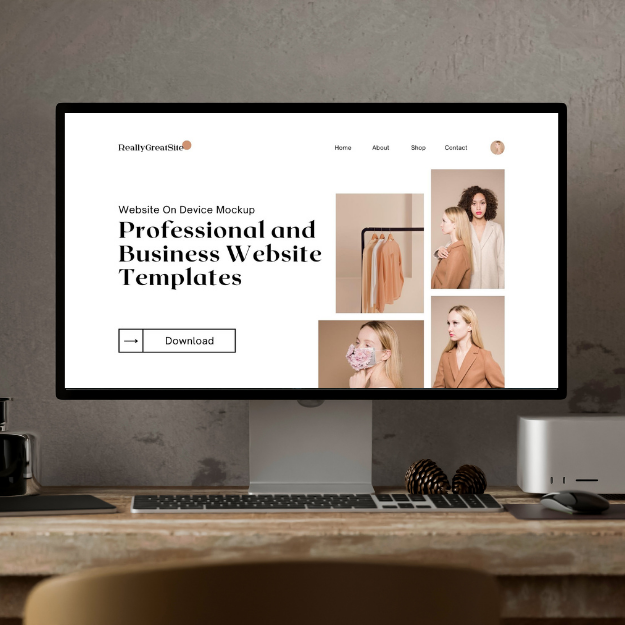 ReallyGreatSite
Home About Shop Contact
Website On Device Mockup
Professional and
Business Website
Templates
Download